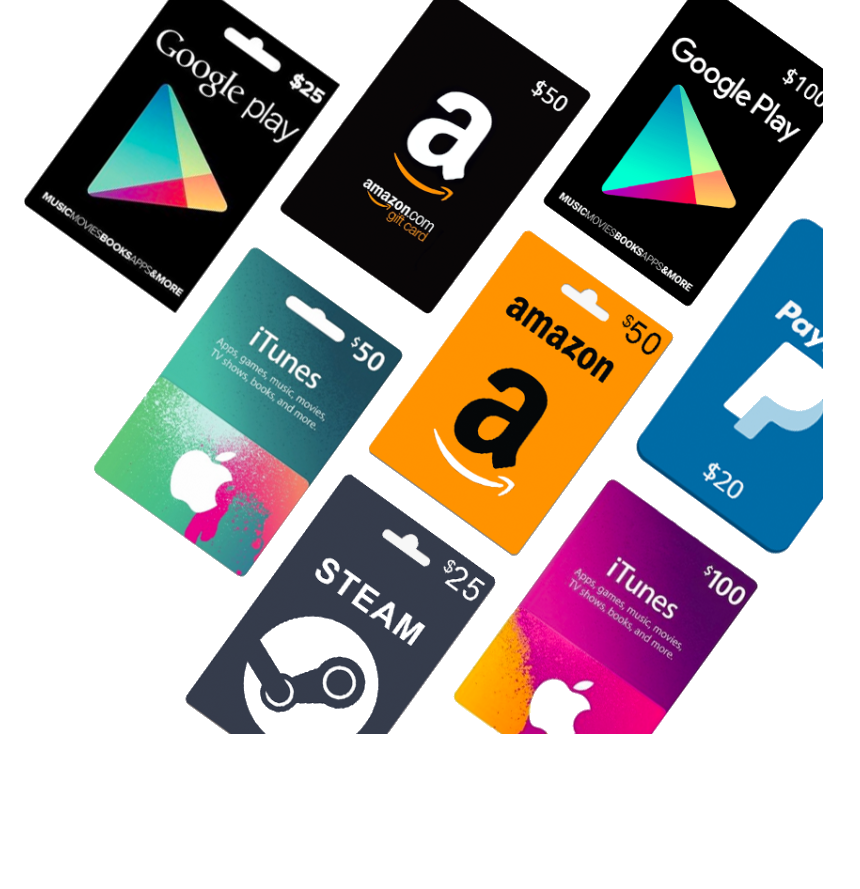 Google play
$25
MUSICMOVIESBOOKSAPPS&MORE
$50
a
amazon.com
gift card
$100
Google Play
MUSICMOVIESBOOKSAPPS&MORE
$50
iTunes
Apps, games, music, movies,
TV shows, books, and more.
$50
amazon
a
Pay
$20
$25
STEAM
$100
iTunes
Apps, games, music, movies,
TV shows, books, and more.